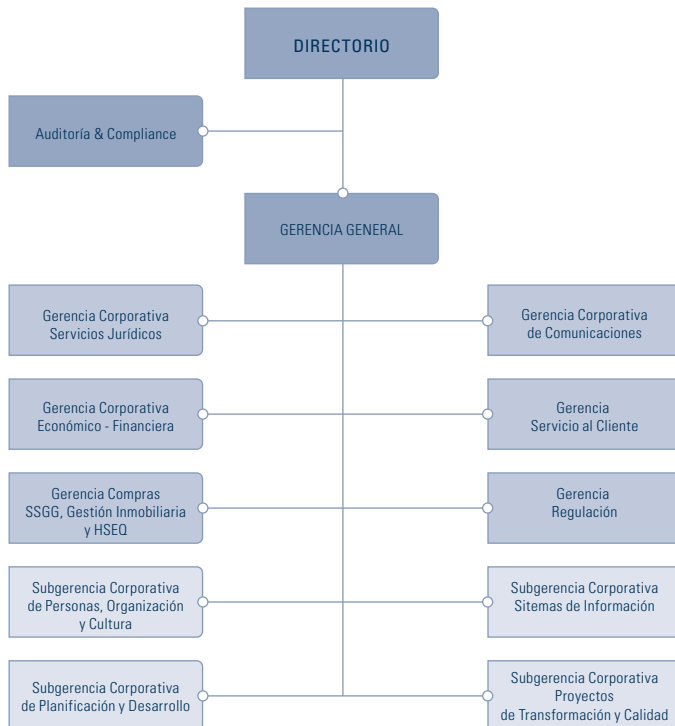 DIRECTORIO
Auditoría & Compliance
GERENCIA GENERAL
Gerencia Corporativa
Servicios Jurídicos
Gerencia Corporativa
de Comunicaciones
Gerencia Corporativa
Económico - Financiera
Gerencia
Servicio al Cliente
Gerencia Compras
SSGG, Gestión Inmobiliaria
y HSEQ
Gerencia
Regulación
Subgerencia Corporativa
de Personas, Organización
y Cultura
Subgerencia Corporativa
Sitemas de Información
Subgerencia Corporativa
de Planificación y Desarrollo
Subgerencia Corporativa
Proyectos
de Transformación y Calidad